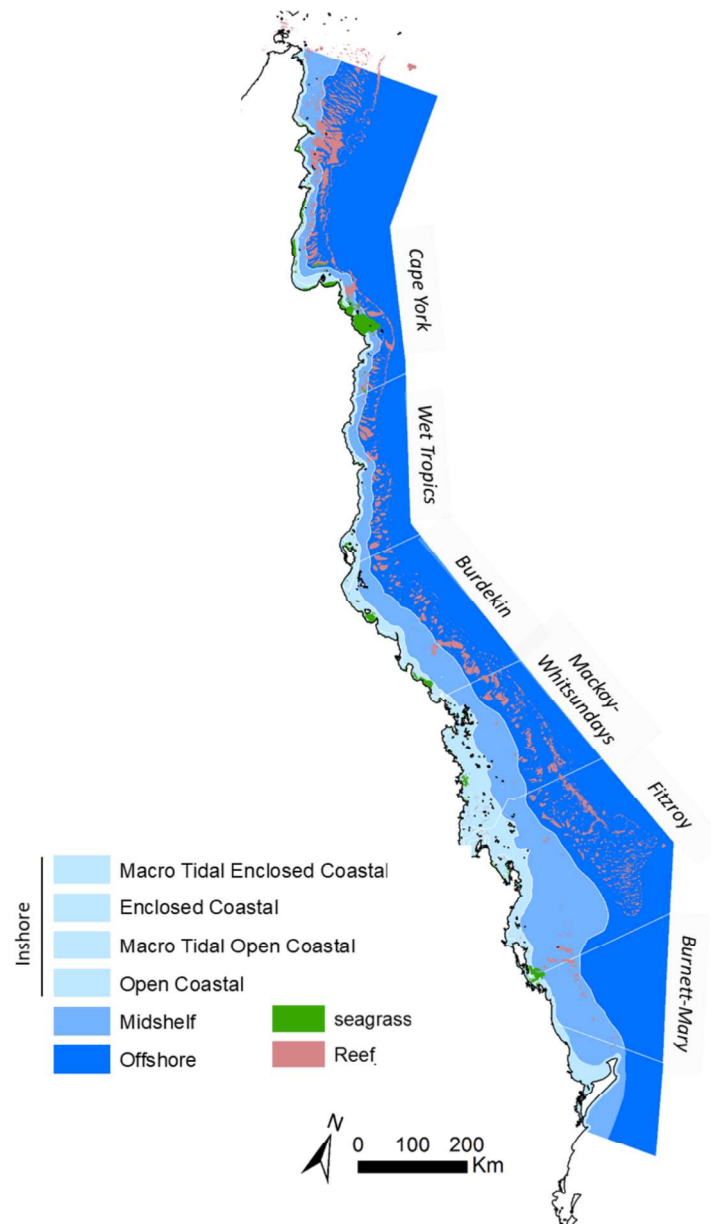 Cape York
Wet Tropics
Burdekin
Mackay-
Whitsundays
Fitzroy
Burnett-Mary
Inshore
Macro Tidal Enclosed Coastal
Enclosed Coastal
Macro Tidal Open Coastal
Open Coastal
Midshelf
seagrass
Offshore
Reef
N
0 100 200
Km